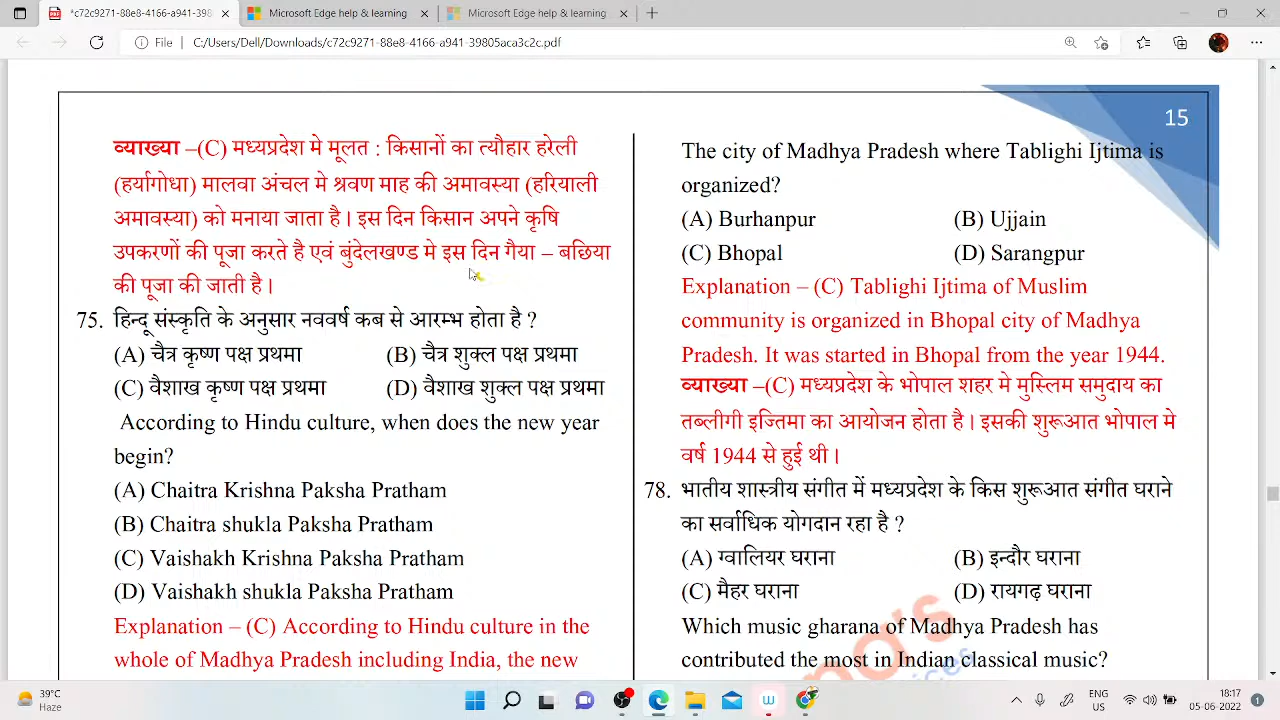 *c72c9271-88e8-4166-a941-3980
Microsoft Edge help & learning
Microsoft Edge help & learning
File
C:/Users/Dell/Downloads/c72c9271-88e8-4166-a941-39805aca3c2c.pdf
15
व्याख्या –(C) मध्यप्रदेश मे मूलत : किसानों का त्यौहार हरेली
(हर्यागोधा) मालवा अंचल मे श्रवण माह की अमावस्या (हरियाली
अमावस्या) को मनाया जाता है। इस दिन किसान अपने कृषि
उपकरणों की पूजा करते है एवं बुंदेलखण्ड मे इस दिन गैया – बछिया
की पूजा की जाती है।
75. हिन्दू संस्कृति के अनुसार नववर्ष कब से आरम्भ होता है ?
(A) चैत्र कृष्ण पक्ष प्रथमा (B) चैत्र शुक्ल पक्ष प्रथमा
(C) वैशाख कृष्ण पक्ष प्रथमा (D) वैशाख शुक्ल पक्ष प्रथमा
According to Hindu culture, when does the new year
begin?
(A) Chaitra Krishna Paksha Pratham
(B) Chaitra shukla Paksha Pratham
(C) Vaishakh Krishna Paksha Pratham
(D) Vaishakh shukla Paksha Pratham
Explanation – (C) According to Hindu culture in the
whole of Madhya Pradesh including India, the new
The city of Madhya Pradesh where Tablighi Ijtima is
organized?
(A) Burhanpur (B) Ujjain
(C) Bhopal (D) Sarangpur
Explanation – (C) Tablighi Ijtima of Muslim
community is organized in Bhopal city of Madhya
Pradesh. It was started in Bhopal from the year 1944.
व्याख्या –(C) मध्यप्रदेश के भोपाल शहर मे मुस्लिम समुदाय का
तब्लीगी इज्तिमा का आयोजन होता है। इसकी शुरूआत भोपाल मे
वर्ष 1944 से हुई थी।
78. भातीय शास्त्रीय संगीत में मध्यप्रदेश के किस शुरूआत संगीत घराने
का सर्वाधिक योगदान रहा है ?
(A) ग्वालियर घराना (B) इन्दौर घराना
(C) मैहर घराना (D) रायगढ़ घराना
Which music gharana of Madhya Pradesh has
contributed the most in Indian classical music?
39°C
Haze
ENG
US
18:17
05-06-2022
1